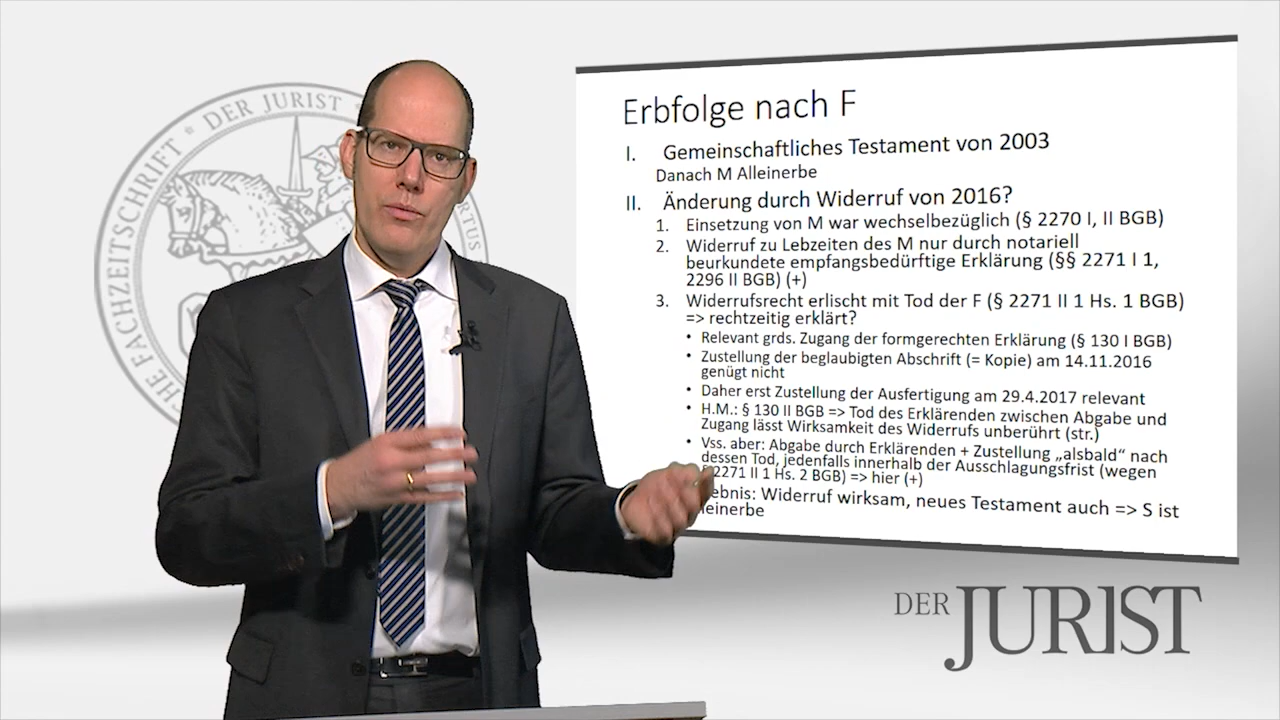 DER JURIST
CHE FACHZEITSCHRIFT
Erbfolge nach F
I. Gemeinschaftliches Testament von 2003
Danach M Alleinerbe
II. Änderung durch Widerruf von 2016?
1. Einsetzung von M war wechselbezüglich (§ 2270 I, II BGB)
2. Widerruf zu Lebzeiten des M nur durch notariell
beurkundete empfangsbedürftige Erklärung (§§ 2271 I 1,
2296 II BGB) (+)
3. Widerrufsrecht erlischt mit Tod der F (§ 2271 II 1 Hs. 1 BGB)
=> rechtzeitig erklärt?
• Relevant grds. Zugang der formgerechten Erklärung (§ 130 I BGB)
• Zustellung der beglaubigten Abschrift (= Kopie) am 14.11.2016
genügt nicht
• Daher erst Zustellung der Ausfertigung am 29.4.2017 relevant
• H.M.: § 130 II BGB => Tod des Erklärenden zwischen Abgabe und
Zugang lässt Wirksamkeit des Widerrufs unberührt (str.)
• Vss. aber: Abgabe durch Erklärenden + Zustellung „alsbald" nach
dessen Tod, jedenfalls innerhalb der Ausschlagungsfrist (wegen
2271 II 1 Hs. 2 BGB) => hier (+)
ebnis: Widerruf wirksam, neues Testament auch => S ist
leinerbe
DER JURIST